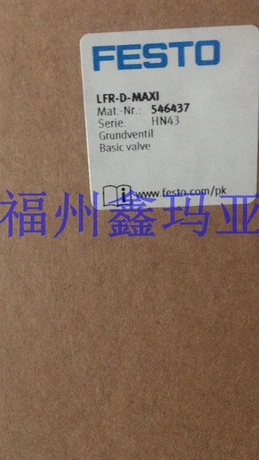 FESTO
LFR-D-MAXI
Mat.-Nr.: 546437
Serie: HN43
Grundventil
Basic valve
www.festo.com/pk
福州鑫玛亚